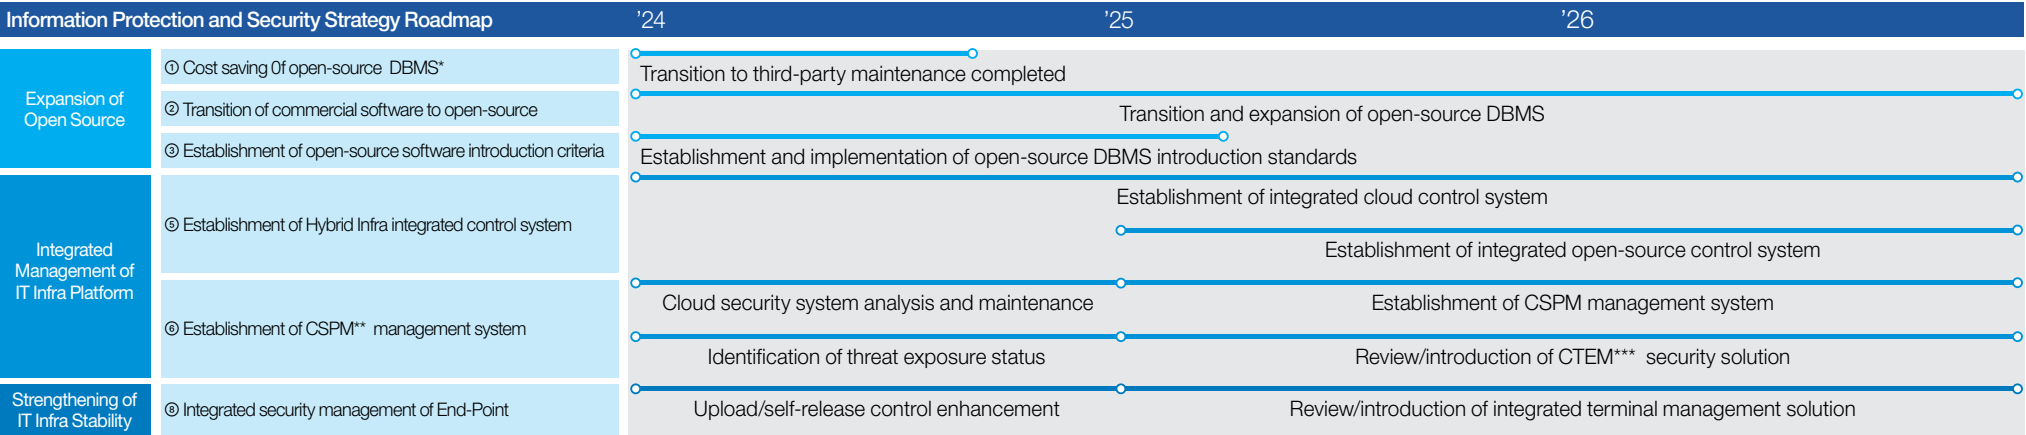 Information Protection and Security Strategy Roadmap ’24 ’25 ’26
Expansion of
Open Source
① Cost saving 0f open-source DBMS*
Transition to third-party maintenance completed
② Transition of commercial software to open-source
Transition and expansion of open-source DBMS
③ Establishment of open-source software introduction criteria
Establishment and implementation of open-source DBMS introduction standards
Integrated
Management of
IT Infra Platform
⑤ Establishment of Hybrid Infra integrated control system
Establishment of integrated cloud control system
Establishment of integrated open-source control system
⑥ Establishment of CSPM** management system
Cloud security system analysis and maintenance
Establishment of CSPM management system
Identification of threat exposure status
Review/introduction of CTEM*** security solution
Strengthening of
IT Infra Stability
⑧ Integrated security management of End-Point
Upload/self-release control enhancement
Review/introduction of integrated terminal management solution